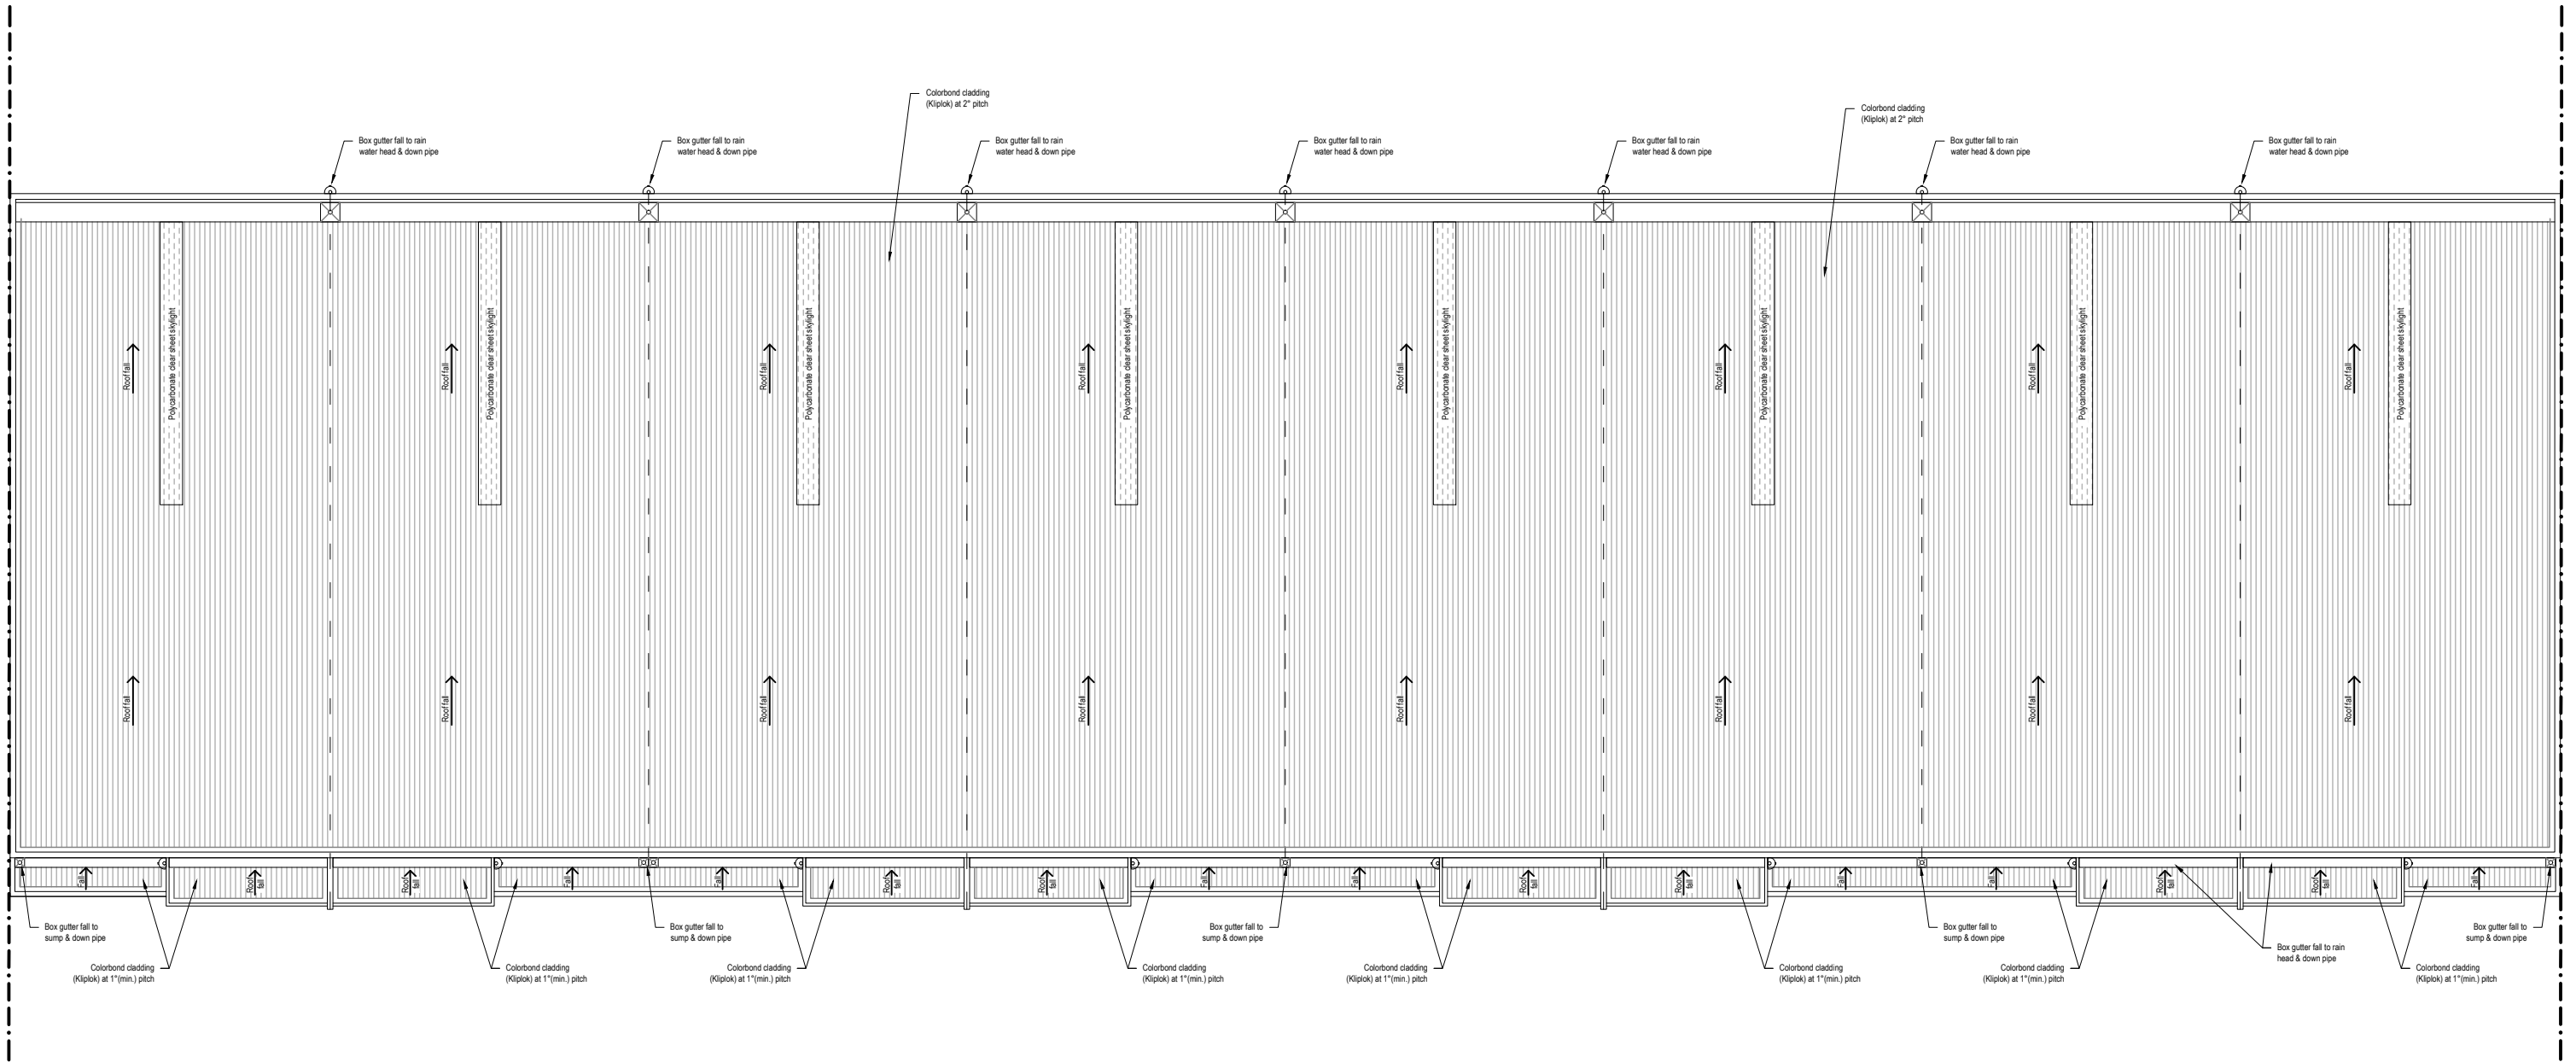 Colorbond cladding
(Kliplok) at 2° pitch
Colorbond cladding
(Kliplok) at 2° pitch
Box gutter fall to rain
water head & down pipe
Box gutter fall to rain
water head & down pipe
Box gutter fall to rain
water head & down pipe
Box gutter fall to rain
water head & down pipe
Box gutter fall to rain
water head & down pipe
Box gutter fall to rain
water head & down pipe
Box gutter fall to rain
water head & down pipe
Roof fall
Polycarbonate clear sheet skylight
Roof fall
Polycarbonate clear sheet skylight
Roof fall
Polycarbonate clear sheet skylight
Roof fall
Polycarbonate clear sheet skylight
Roof fall
Polycarbonate clear sheet skylight
Roof fall
Polycarbonate clear sheet skylight
Roof fall
Polycarbonate clear sheet skylight
Roof fall
Polycarbonate clear sheet skylight
Roof fall
Roof fall
Roof fall
Roof fall
Roof fall
Roof fall
Roof fall
Roof fall
Fall
Roof
fall
Roof
fall
Fall
Fall
Roof
fall
Roof
fall
Fall
Fall
Roof
fall
Roof
fall
Fall
Fall
Roof
fall
Roof
fall
Fall
Box gutter fall to
sump & down pipe
Box gutter fall to
sump & down pipe
Box gutter fall to
sump & down pipe
Box gutter fall to
sump & down pipe
Box gutter fall to rain
head & down pipe
Box gutter fall to
sump & down pipe
Colorbond cladding
(Kliplok) at 1°(min.) pitch
Colorbond cladding
(Kliplok) at 1°(min.) pitch
Colorbond cladding
(Kliplok) at 1°(min.) pitch
Colorbond cladding
(Kliplok) at 1°(min.) pitch
Colorbond cladding
(Kliplok) at 1°(min.) pitch
Colorbond cladding
(Kliplok) at 1°(min.) pitch
Colorbond cladding
(Kliplok) at 1°(min.) pitch
Colorbond cladding
(Kliplok) at 1°(min.) pitch